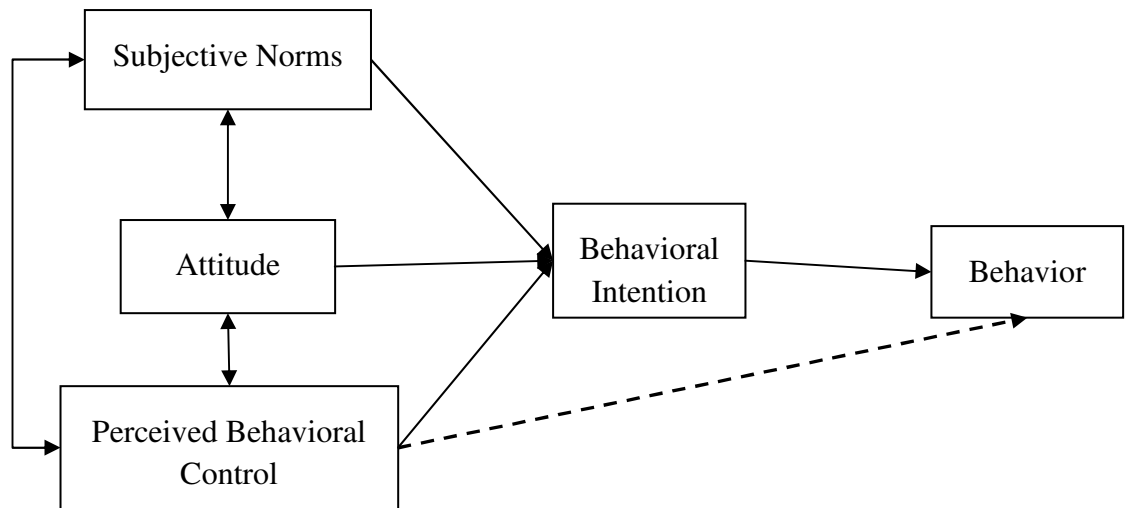 Subjective Norms
Attitude
Perceived Behavioral
Control
Behavioral
Intention
Behavior